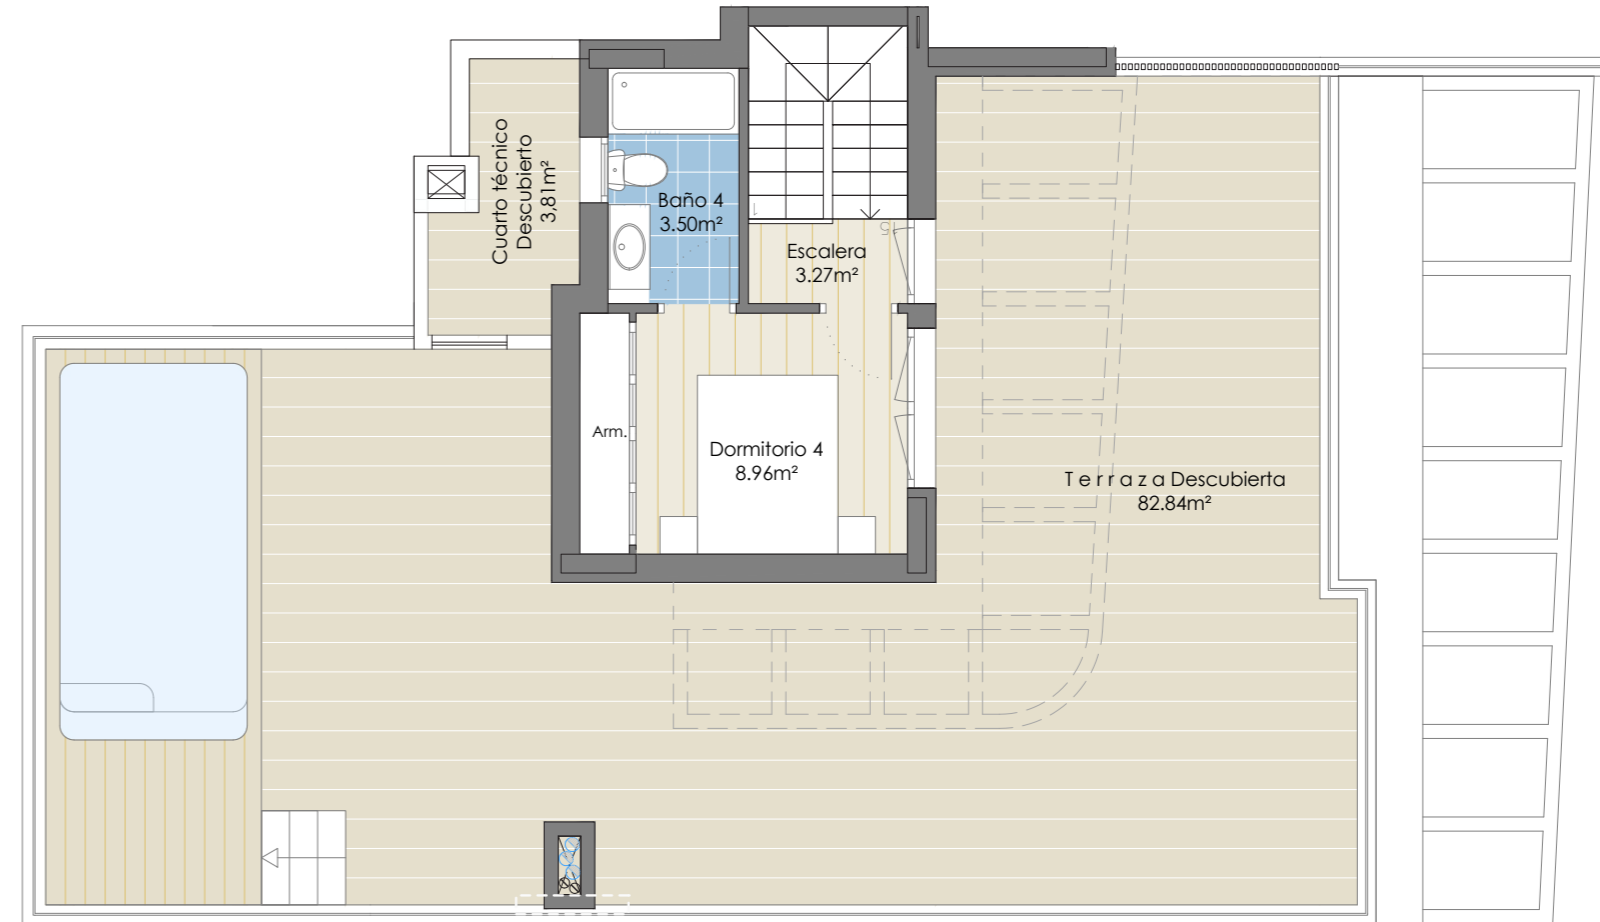 Cuarto técnico
Descubierto
3,81m²
Baño 4
3.50m²
Escalera
3.27m²
Arm.
Dormitorio 4
8.96m²
Terraza Descubierta
82.84m²